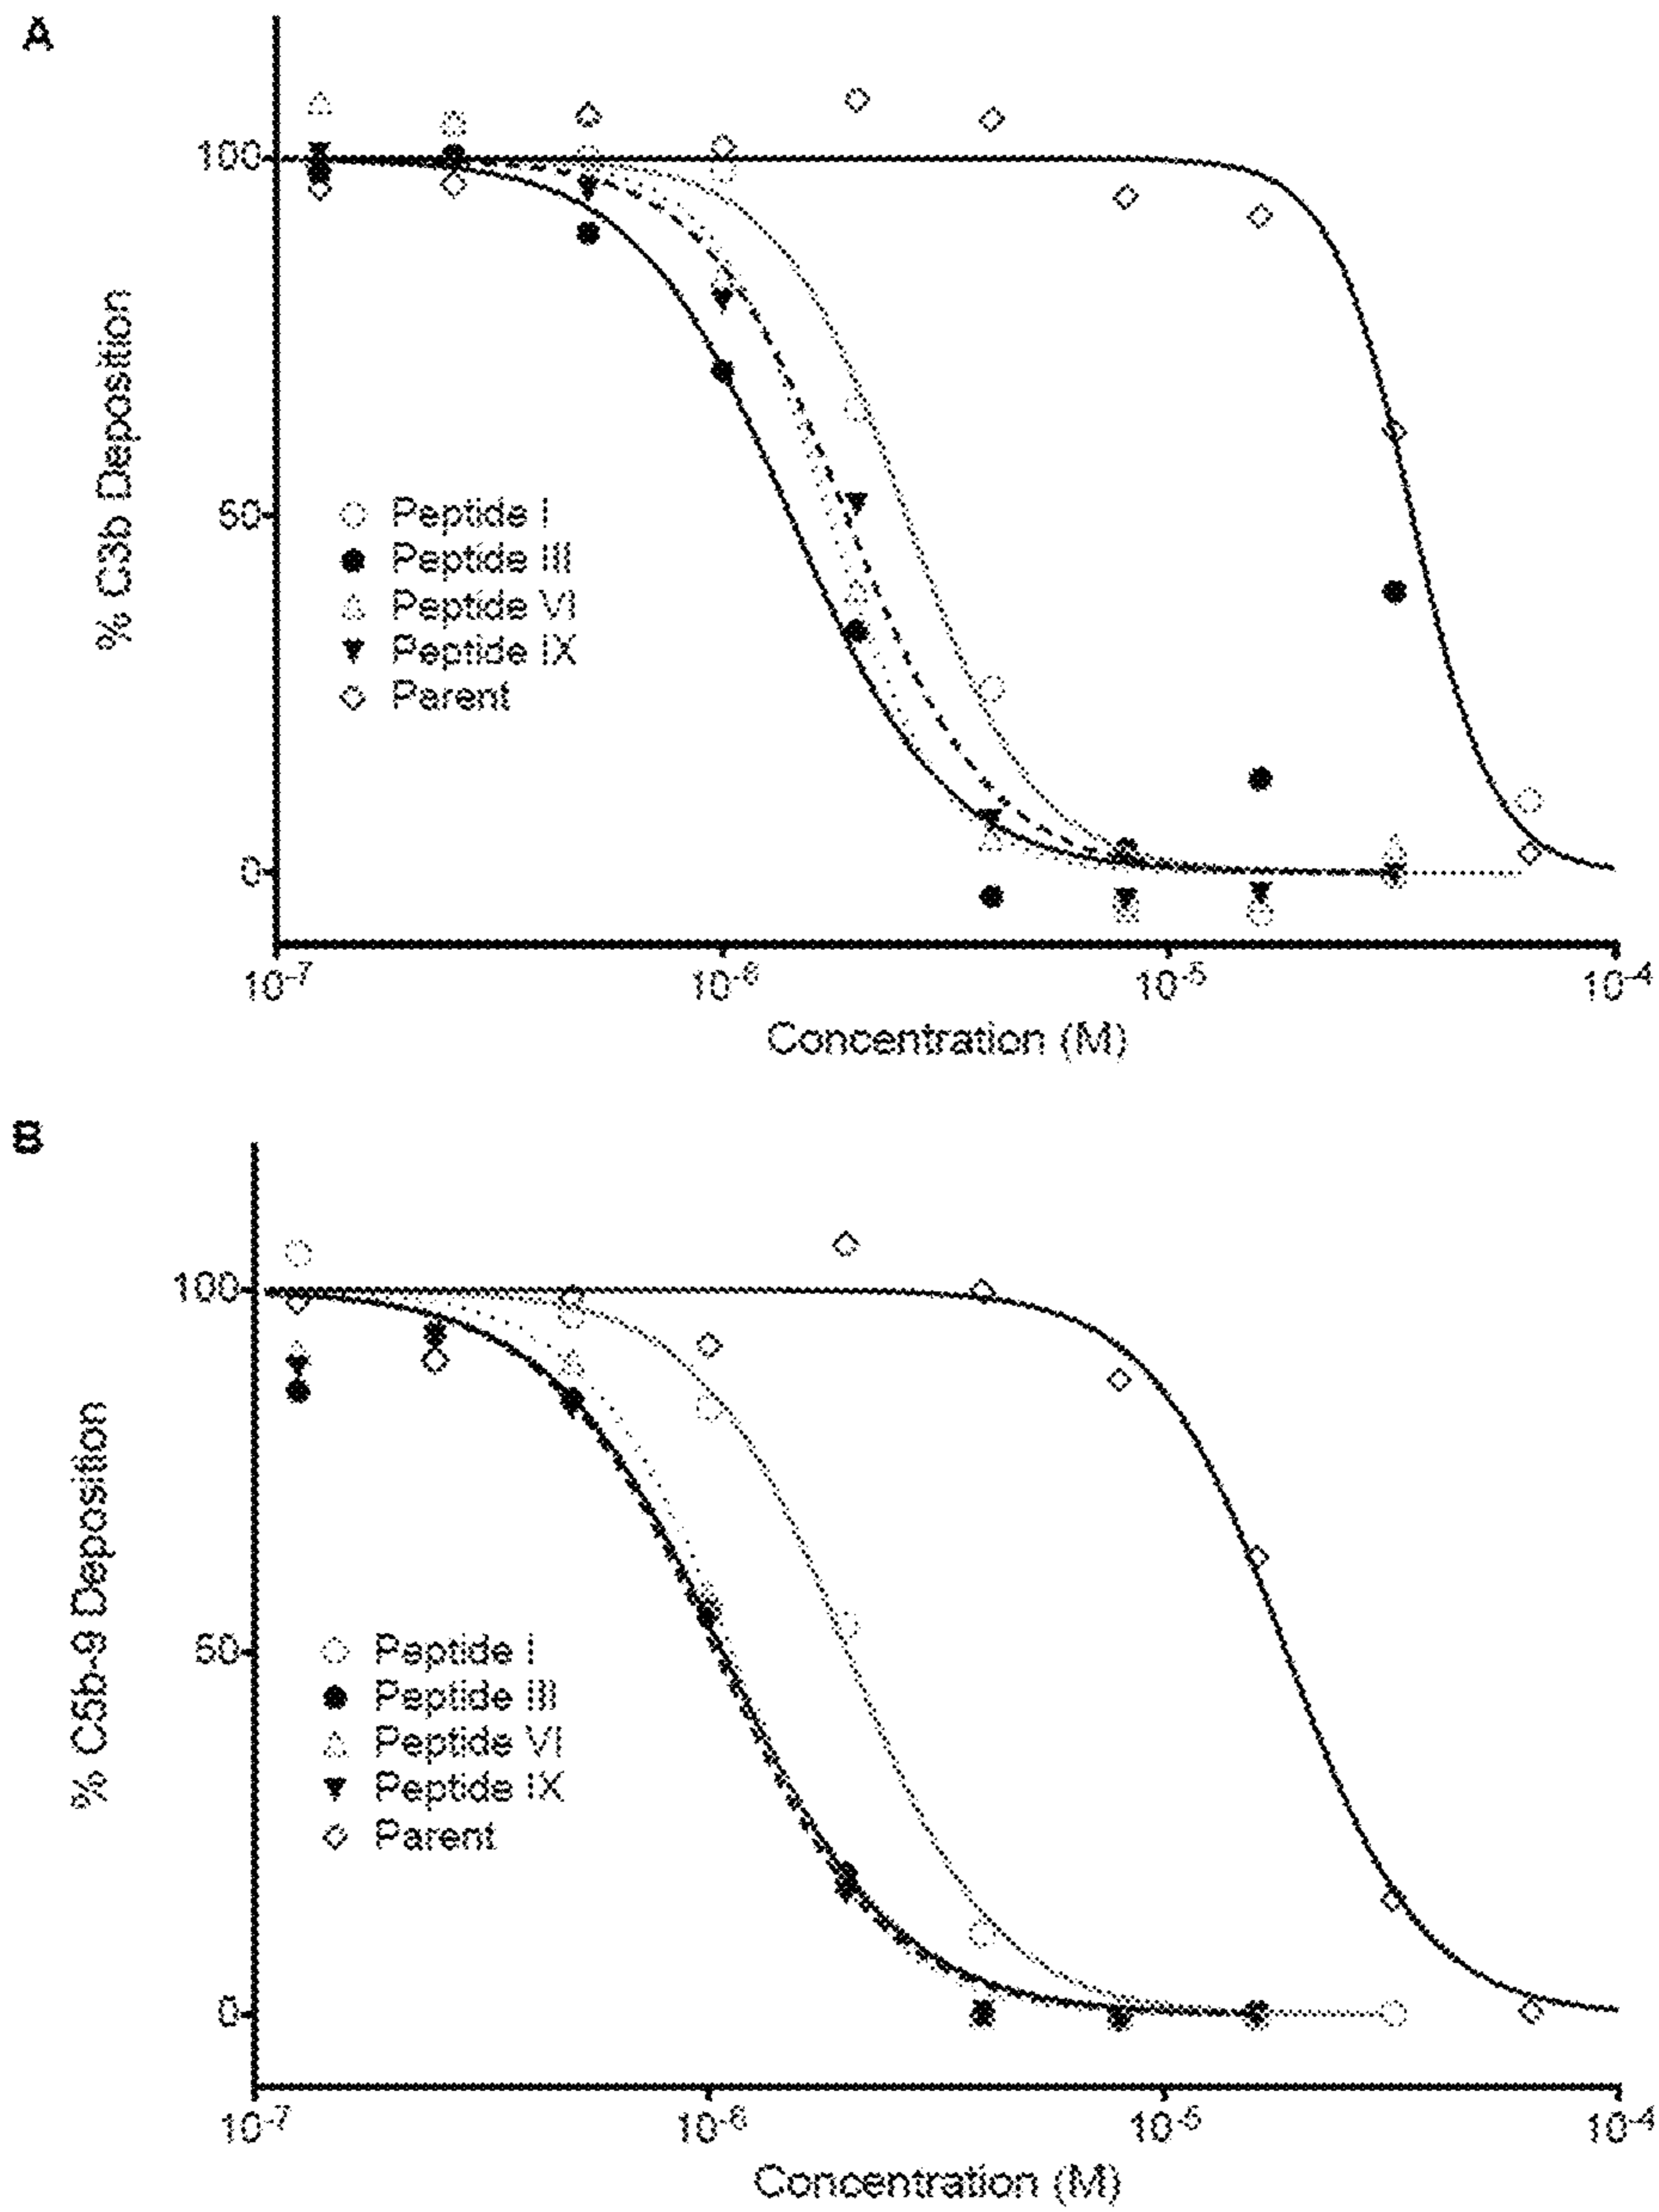 A
% C3b Deposition
100
50
0
Peptide I
Peptide III
Peptide VI
Peptide IX
Parent
10-7 10-6 10-5 10-4
Concentration (M)
B
% C5b-9 Deposition
100
50
0
Peptide I
Peptide III
Peptide VI
Peptide IX
Parent
10-7 10-6 10-5 10-4
Concentration (M)